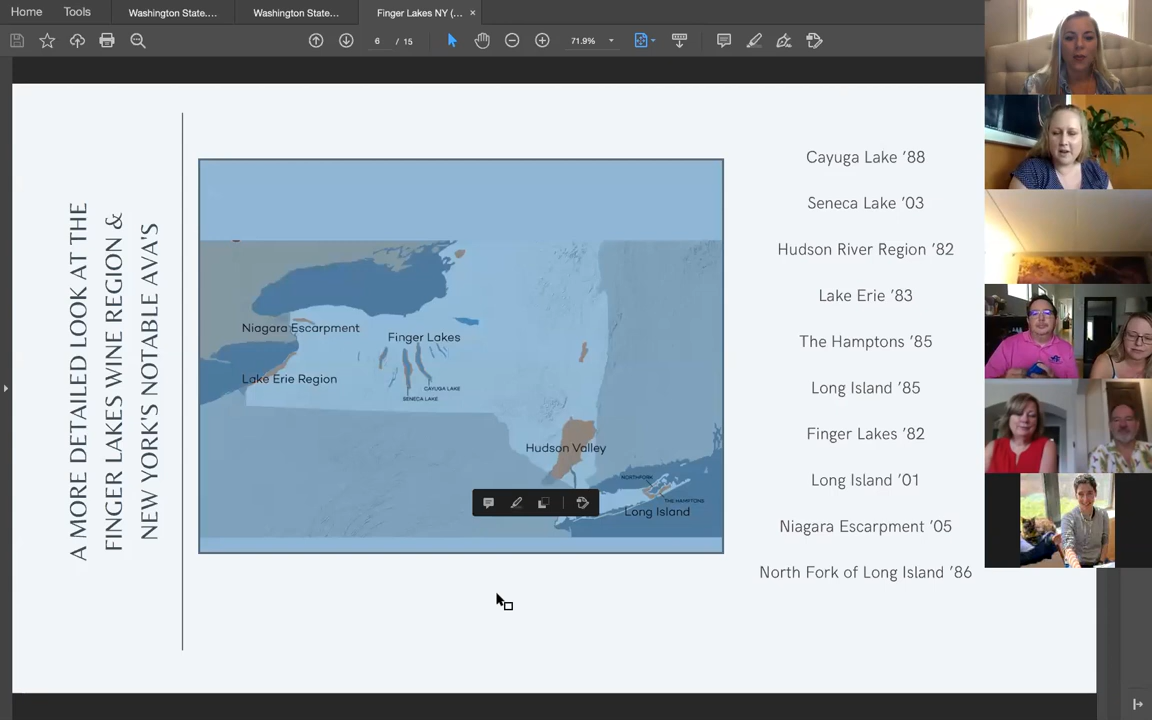 Home
Tools
Washington State....
Washington State...
Finger Lakes NY (...
6 / 15
71.9%
A MORE DETAILED LOOK AT THE
FINGER LAKES WINE REGION &
NEW YORK'S NOTABLE AVA'S
Niagara Escarpment
Finger Lakes
Lake Erie Region
CAYUGA LAKE
SENECA LAKE
Hudson Valley
NORTHFORK
THE HAMPTONS
Long Island
Cayuga Lake ’88
Seneca Lake ’03
Hudson River Region ’82
Lake Erie ’83
The Hamptons ’85
Long Island ’85
Finger Lakes ’82
Long Island ’01
Niagara Escarpment ’05
North Fork of Long Island ’86